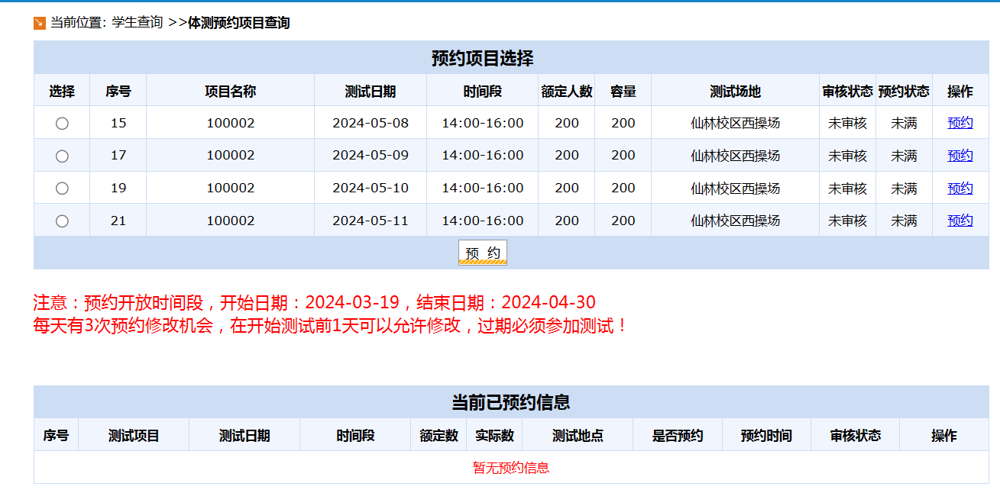 当前位置：学生查询 >>体测预约项目查询
预约项目选择
选择 序号 项目名称 测试日期 时间段 额定人数 容量 测试场地 审核状态 预约状态 操作
15 100002 2024-05-08 14:00-16:00 200 200 仙林校区西操场 未审核 未满 预约
17 100002 2024-05-09 14:00-16:00 200 200 仙林校区西操场 未审核 未满 预约
19 100002 2024-05-10 14:00-16:00 200 200 仙林校区西操场 未审核 未满 预约
21 100002 2024-05-11 14:00-16:00 200 200 仙林校区西操场 未审核 未满 预约
预 约
注意：预约开放时间段，开始日期：2024-03-19，结束日期：2024-04-30
每天有3次预约修改机会，在开始测试前1天可以允许修改，过期必须参加测试！
当前已预约信息
序号 测试项目 测试日期 时间段 额定数 实际数 测试地点 是否预约 预约时间 审核状态 操作
暂无预约信息